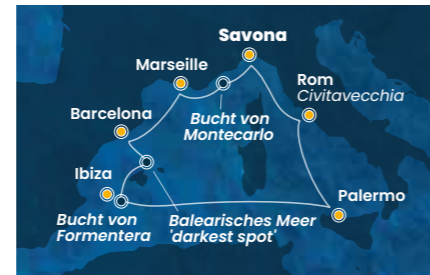 Savona
Marseille
Rom
Civitavecchia
Bucht von
Montecarlo
Barcelona
Ibiza
Palermo
Bucht von
Formentera
Balearisches Meer
'darkest spot'